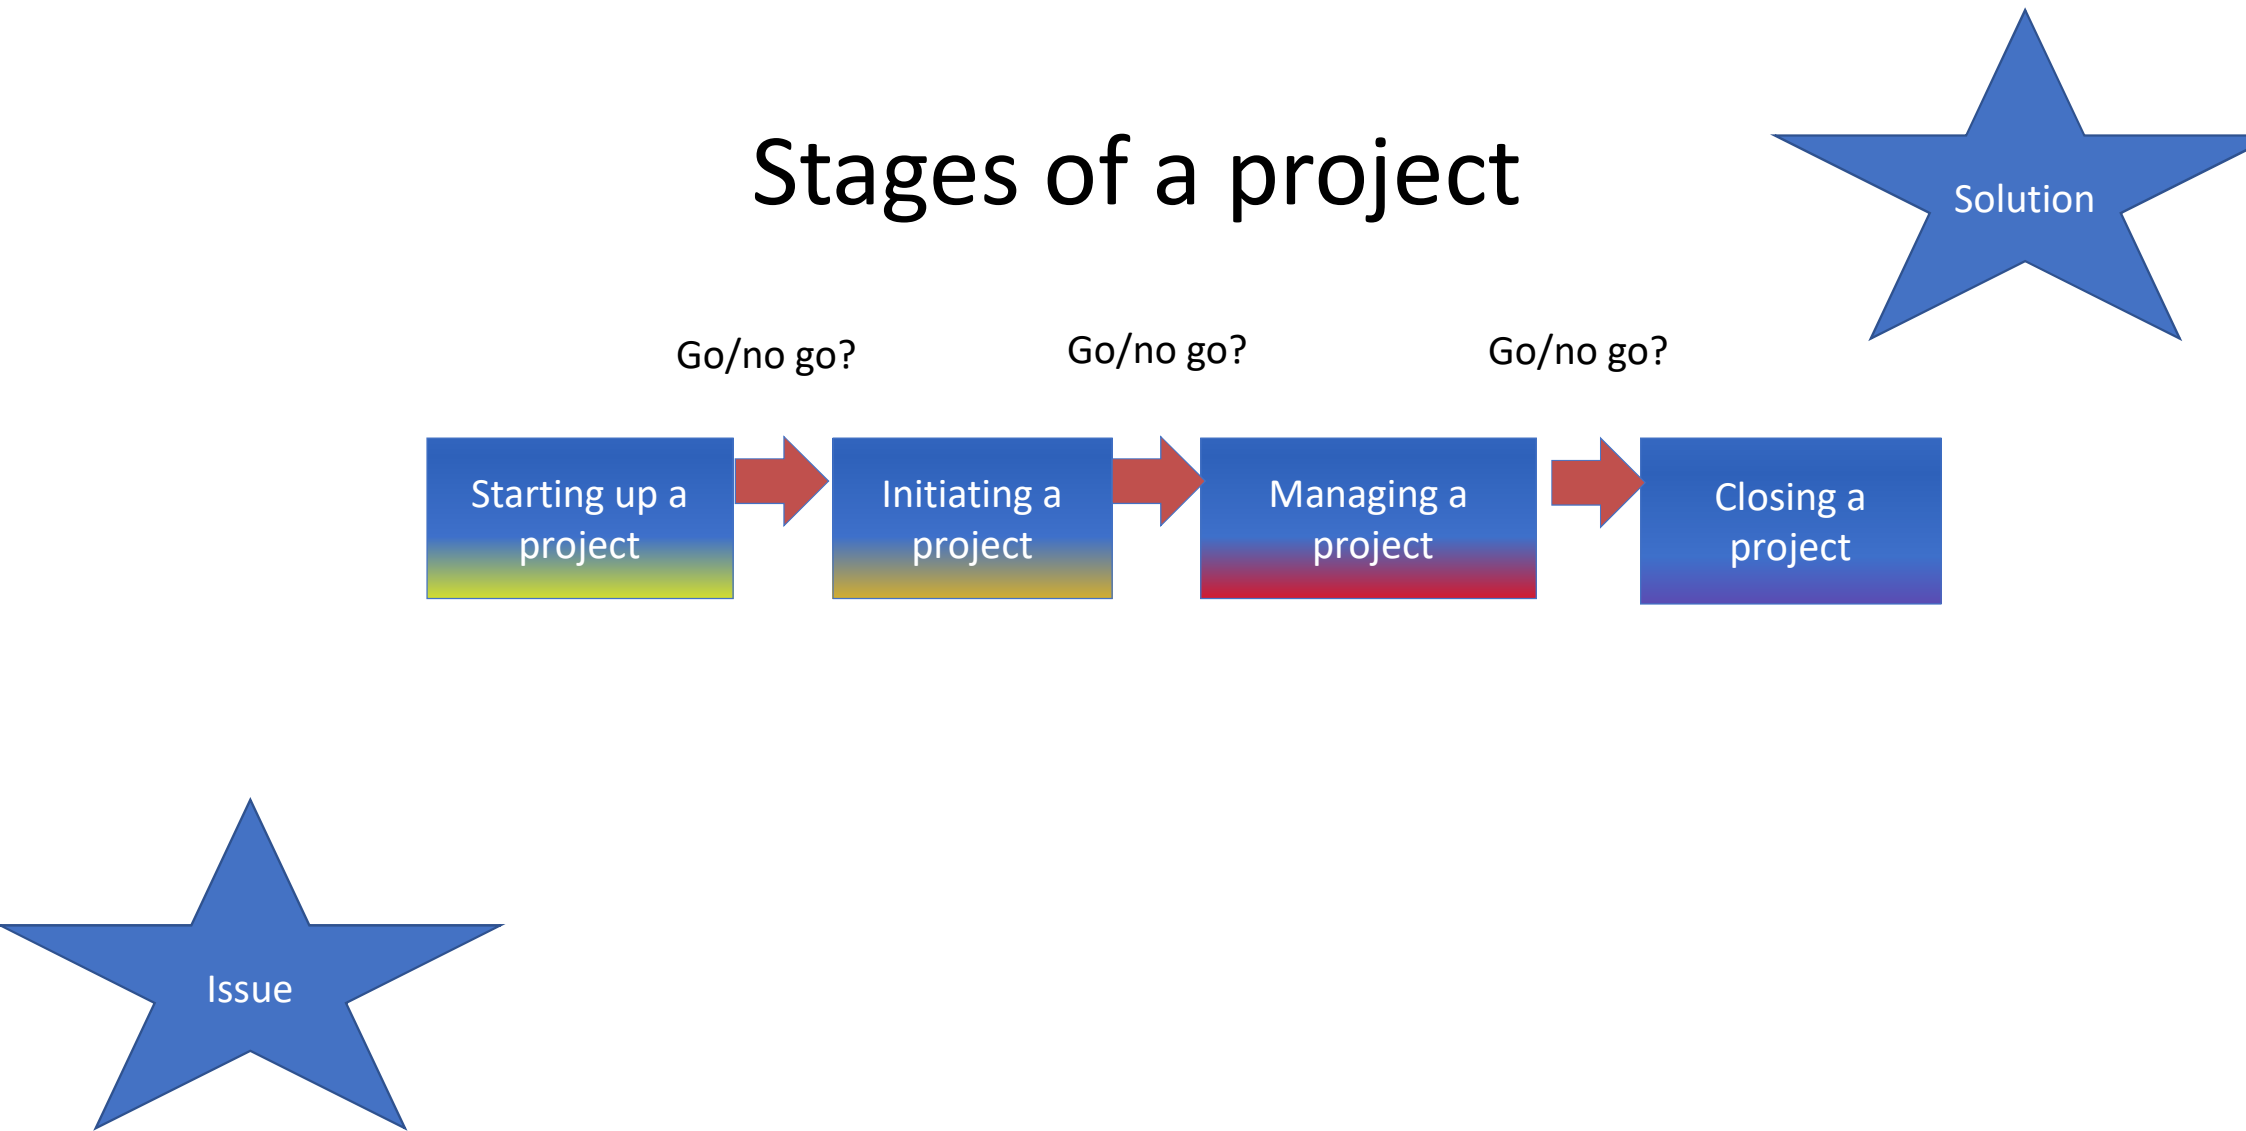 Stages of a project
Solution
Go/no go?
Go/no go?
Go/no go?
Starting up a
project
Initiating a
project
Managing a
project
Closing a
project
Issue